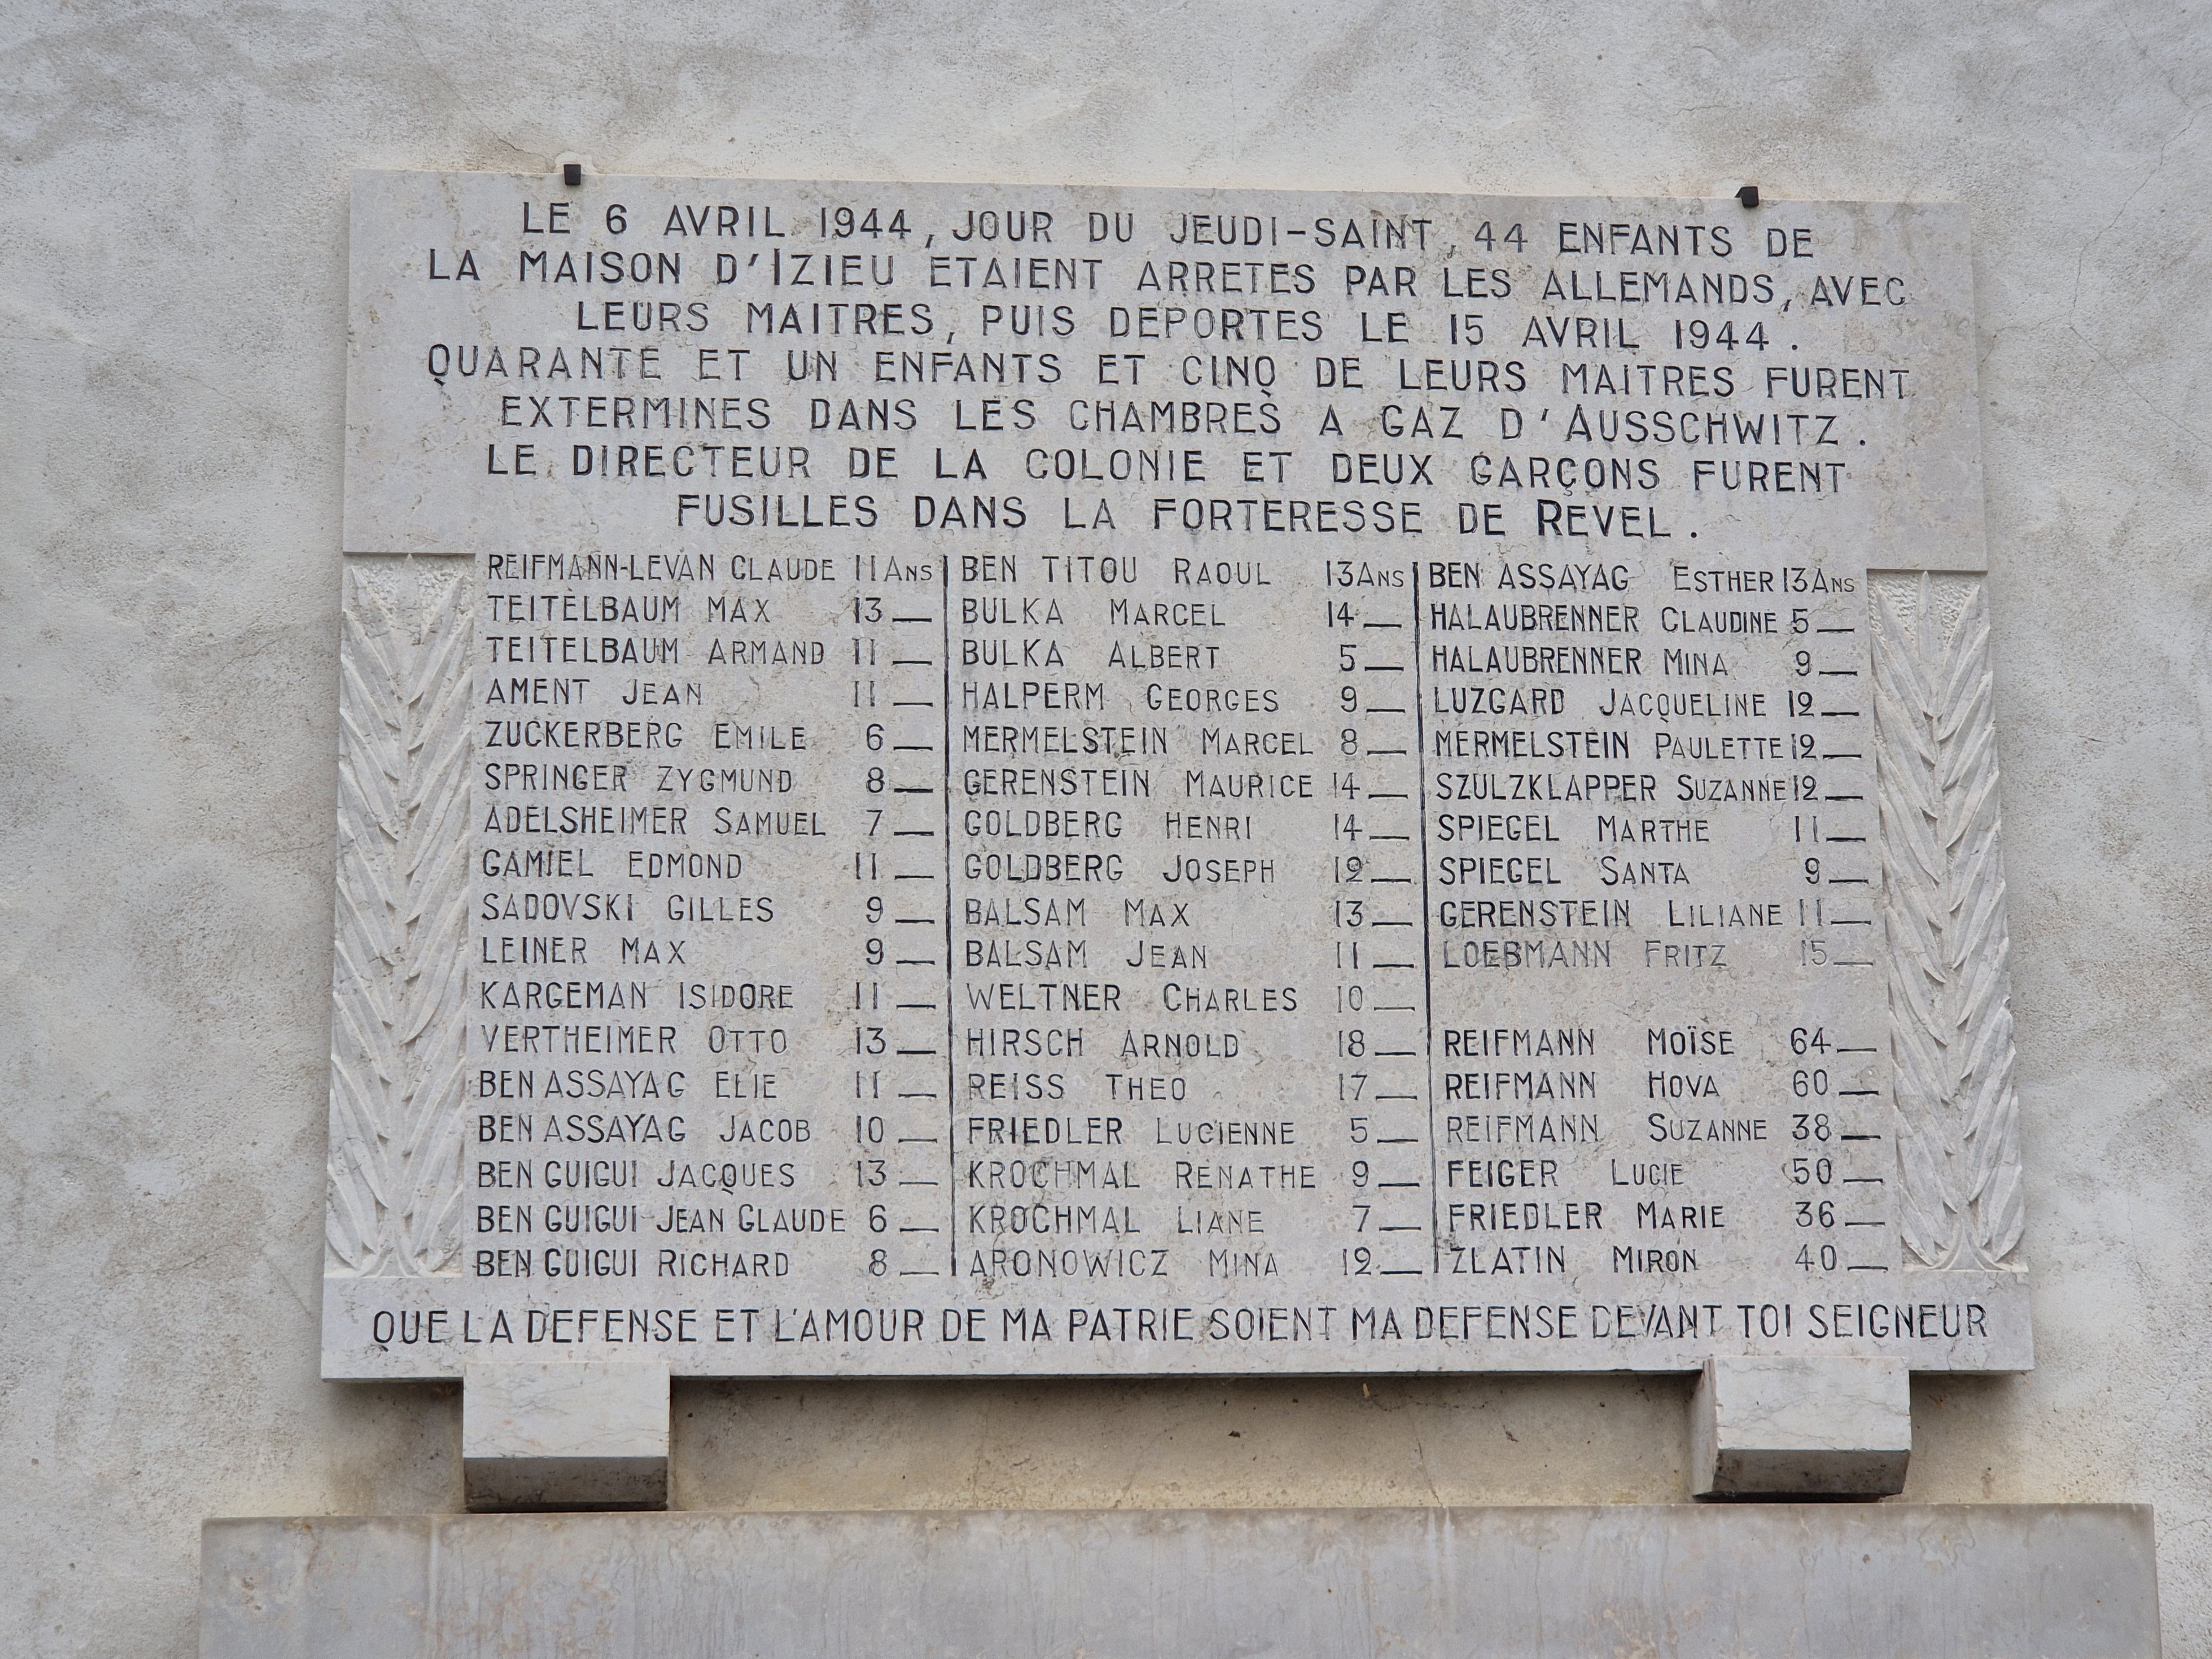 LE 6 AVRIL 1944, JOUR DU JEUDI-SAINT, 44 ENFANTS DE
LA MAISON D'IZIEU ETAIENT ARRETES PAR LES ALLEMANDS, AVEC
LEURS MAITRES, PUIS DEPORTES LE 15 AVRIL 1944.
QUARANTE ET UN ENFANTS ET CINQ DE LEURS MAITRES FURENT
EXTERMINES DANS LES CHAMBRES A GAZ D'AUSSCHWITZ.
LE DIRECTEUR DE LA COLONIE ET DEUX GARÇONS FURENT
FUSILLES DANS LA FORTERESSE DE REVEL.
REIFMANN-LEVAN CLAUDE 11 ANS
TEITELBAUM MAX 13 —
TEITELBAUM ARMAND 11 —
AMENT JEAN 11 —
ZUCKERBERG EMILE 6 —
SPRINGER ZYGMUND 8 —
ADELSHEIMER SAMUEL 7 —
GAMIEL EDMOND 11 —
SADOVSKI GILLES 9 —
LEINER MAX 9 —
KARGEMAN ISIDORE 11 —
VERTHEIMER OTTO 13 —
BEN ASSAYAG ELIE 11 —
BEN ASSAYAG JACOB 10 —
BEN GUIGUI JACQUES 13 —
BEN GUIGUI JEAN CLAUDE 6 —
BEN GUIGUI RICHARD 8 —
BEN TITOU RAOUL 13 ANS
BULKA MARCEL 14 —
BULKA ALBERT 5 —
HALPERM GEORGES 9 —
MERMELSTEIN MARCEL 8 —
GERENSTEIN MAURICE 14 —
GOLDBERG HENRI 14 —
GOLDBERG JOSEPH 12 —
BALSAM MAX 13 —
BALSAM JEAN 11 —
WELTNER CHARLES 10 —
HIRSCH ARNOLD 18 —
REISS THEO 17 —
FRIEDLER LUCIENNE 5 —
KROCHMAL RENATHE 9 —
KROCHMAL LIANE 7 —
ARONOWICZ MINA 12 —
BEN ASSAYAG ESTHER 13 ANS
HALAUBRENNER CLAUDINE 5 —
HALAUBRENNER MINA 9 —
LUZGARD JACQUELINE 12 —
MERMELSTEIN PAULETTE 12 —
SZULZKLAPPER SUZANNE 12 —
SPIEGEL MARTHE 11 —
SPIEGEL SANTA 9 —
GERENSTEIN LILIANE 11 —
LOEBMANN FRITZ 15 —
REIFMANN MOÏSE 64 —
REIFMANN HOVA 60 —
REIFMANN SUZANNE 38 —
FEIGER LUCIE 50 —
FRIEDLER MARIE 36 —
ZLATIN MIRON 40 —
QUE LA DEFENSE ET L'AMOUR DE MA PATRIE SOIENT MA DEFENSE DEVANT TOI SEIGNEUR